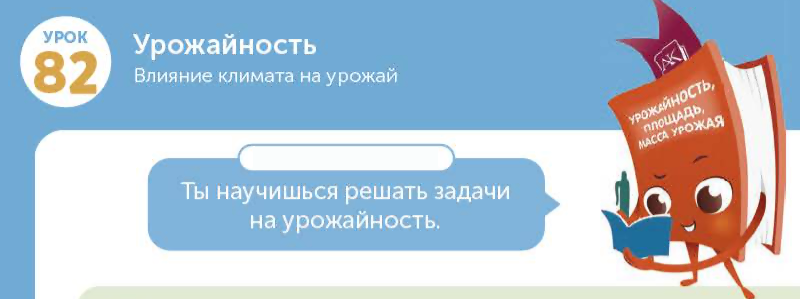 УРОК
82
Урожайность
Влияние климата на урожай
УРОЖАЙНОСТЬ,
ПЛОЩАДЬ,
МАССА УРОЖАЯ
Ты научишься решать задачи
на урожайность.